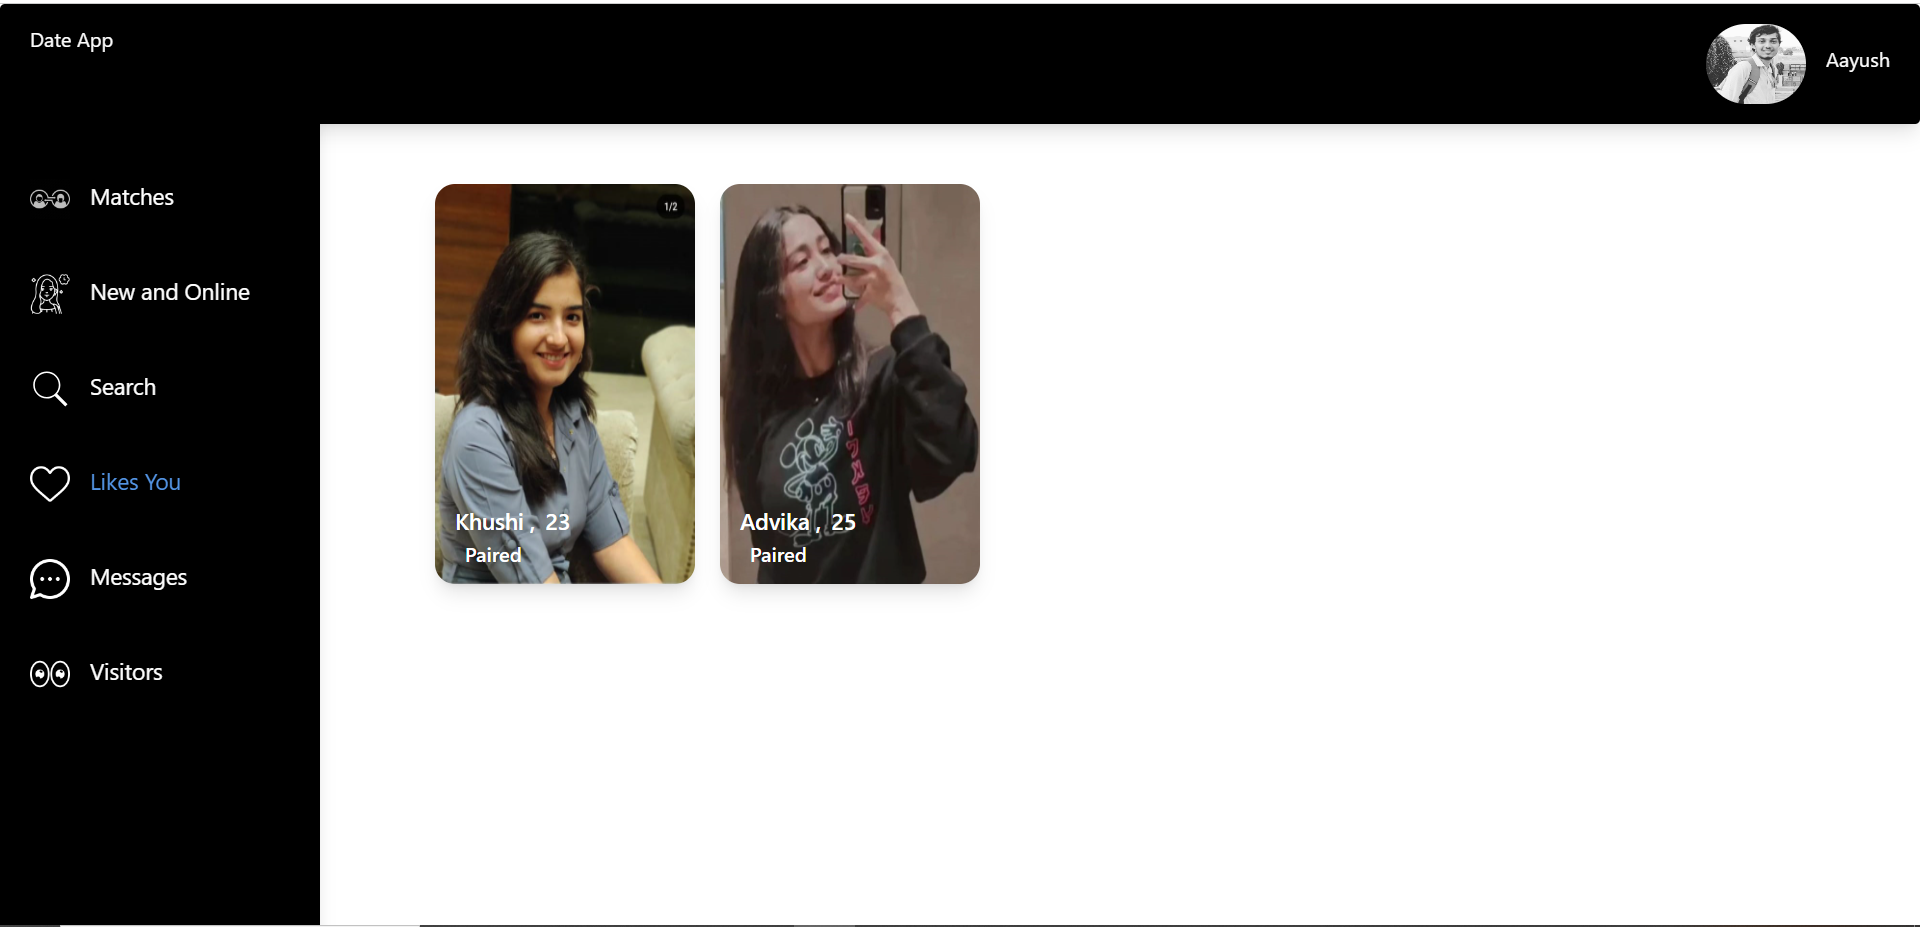 Date App
Aayush
Matches
New and Online
Search
Likes You
Messages
Visitors
1/2
Khushi , 23
Paired
Advika , 25
Paired